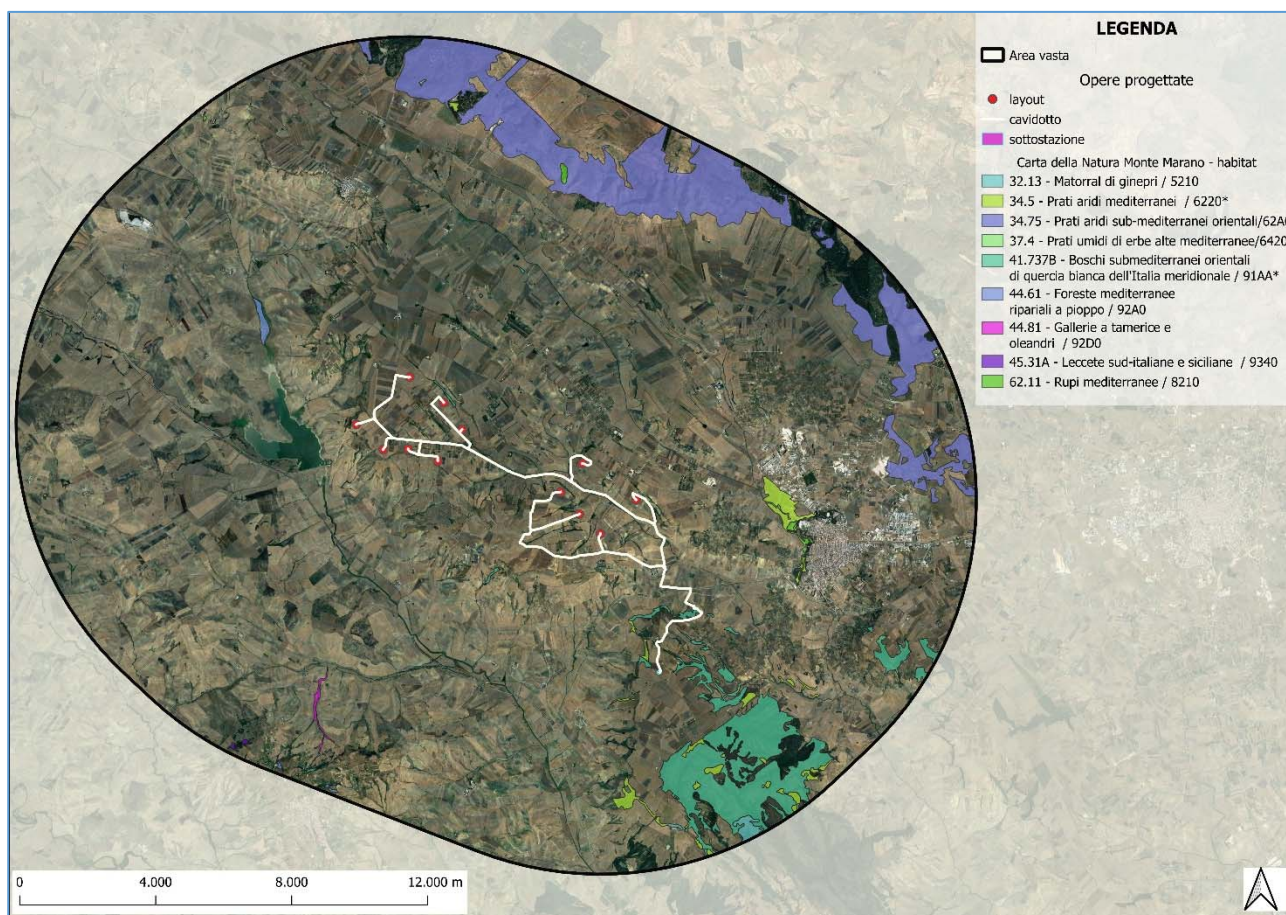 LEGENDA
Area vasta
Opere progettate
layout
cavidotto
sottostazione
Carta della Natura Monte Marano - habitat
32.13 - Matorral di ginepri / 5210
34.5 - Prati aridi mediterranei / 6220*
34.75 - Prati aridi sub-mediterranei orientali/62A0
37.4 - Prati umidi di erbe alte mediterranee/6420
41.737B - Boschi submediterranei orientali
di quercia bianca dell'Italia meridionale / 91AA*
44.61 - Foreste mediterranee
ripariali a pioppo / 92A0
44.81 - Gallerie a tamerice e
oleandri / 92D0
45.31A - Leccete sud-italiane e siciliane / 9340
62.11 - Rupi mediterranee / 8210
0 4.000 8.000 12.000 m